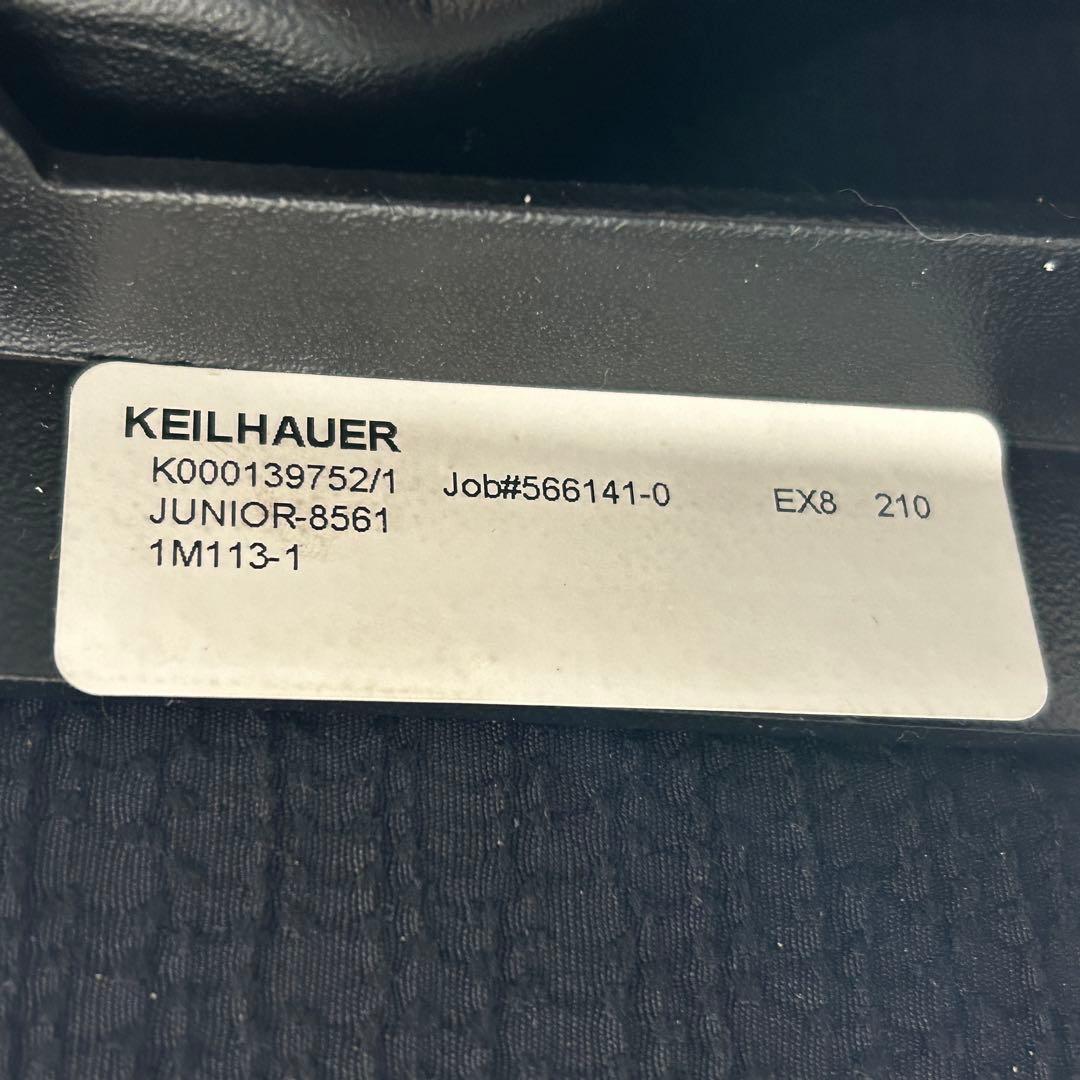 KEILHAUER
K000139752/1 Job#566141-0 EX8 210
JUNIOR-8561
1M113-1